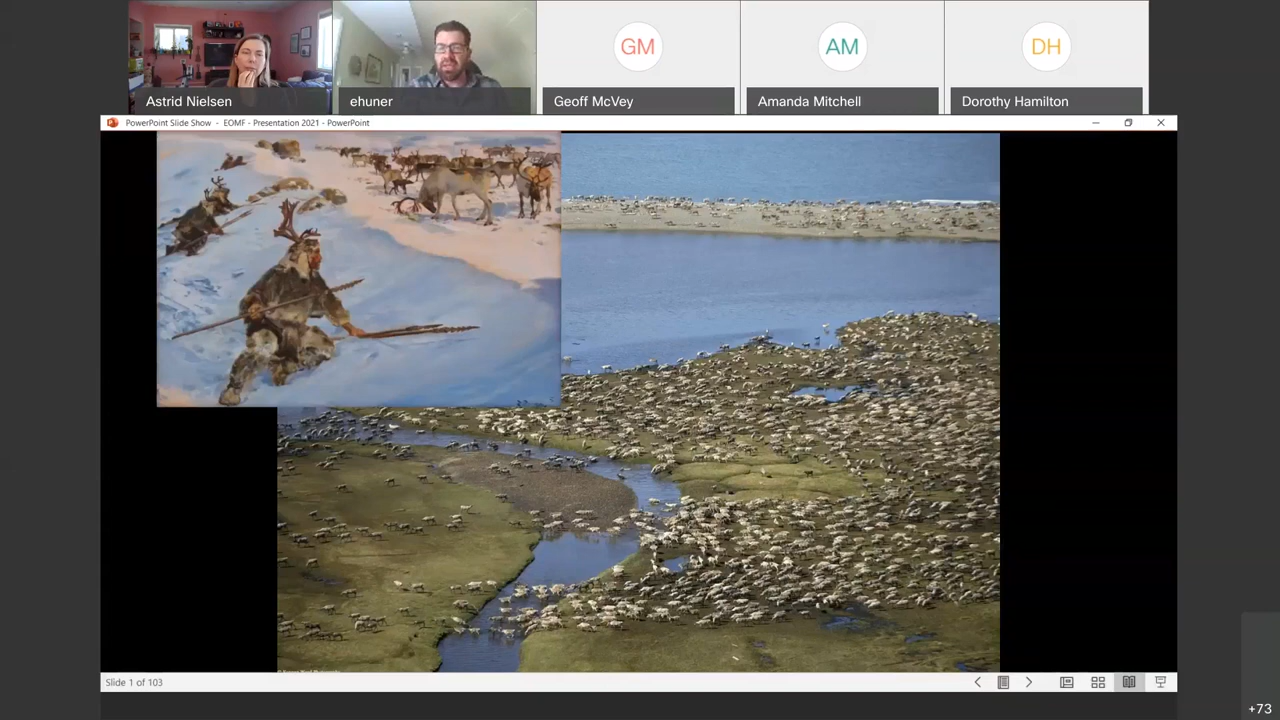 GM
AM
DH
Astrid Nielsen
ehuner
Geoff McVey
Amanda Mitchell
Dorothy Hamilton
PowerPoint Slide Show - EOMF - Presentation 2021 - PowerPoint
Slide 1 of 103
+73